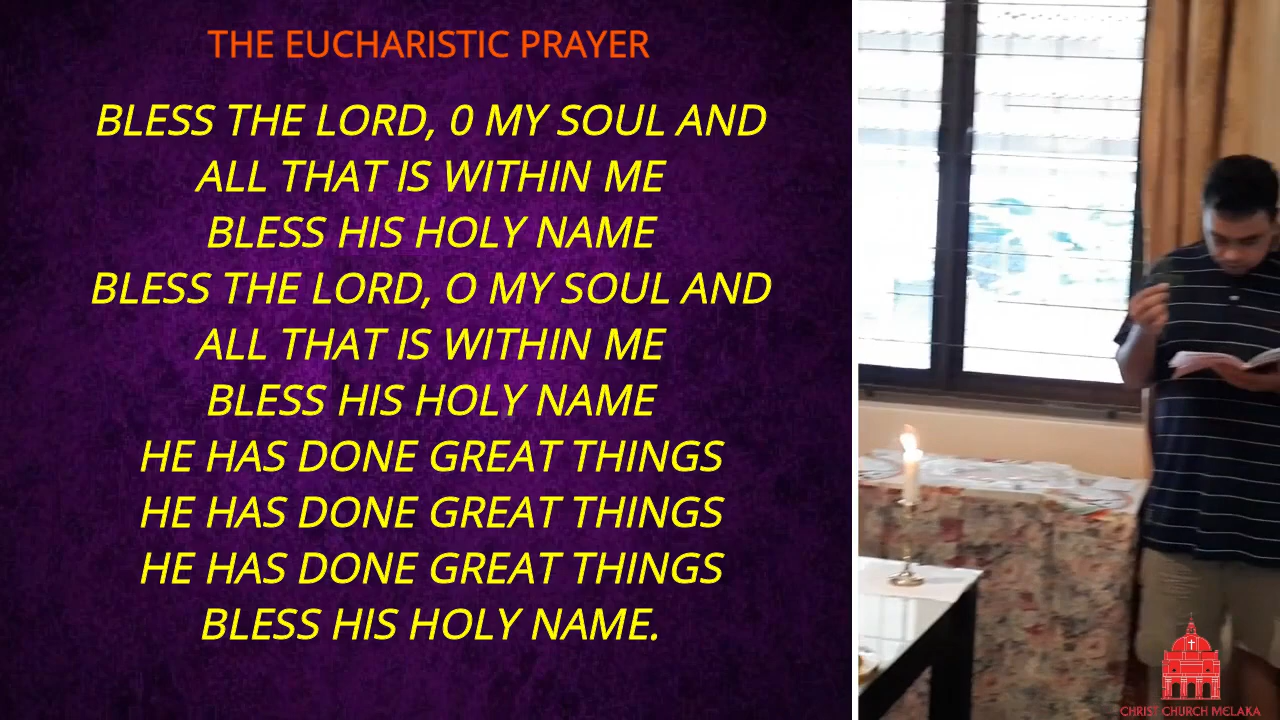 THE EUCHARISTIC PRAYER
BLESS THE LORD, 0 MY SOUL AND
ALL THAT IS WITHIN ME
BLESS HIS HOLY NAME
BLESS THE LORD, O MY SOUL AND
ALL THAT IS WITHIN ME
BLESS HIS HOLY NAME
HE HAS DONE GREAT THINGS
HE HAS DONE GREAT THINGS
HE HAS DONE GREAT THINGS
BLESS HIS HOLY NAME.
CHRIST CHURCH MELAKA